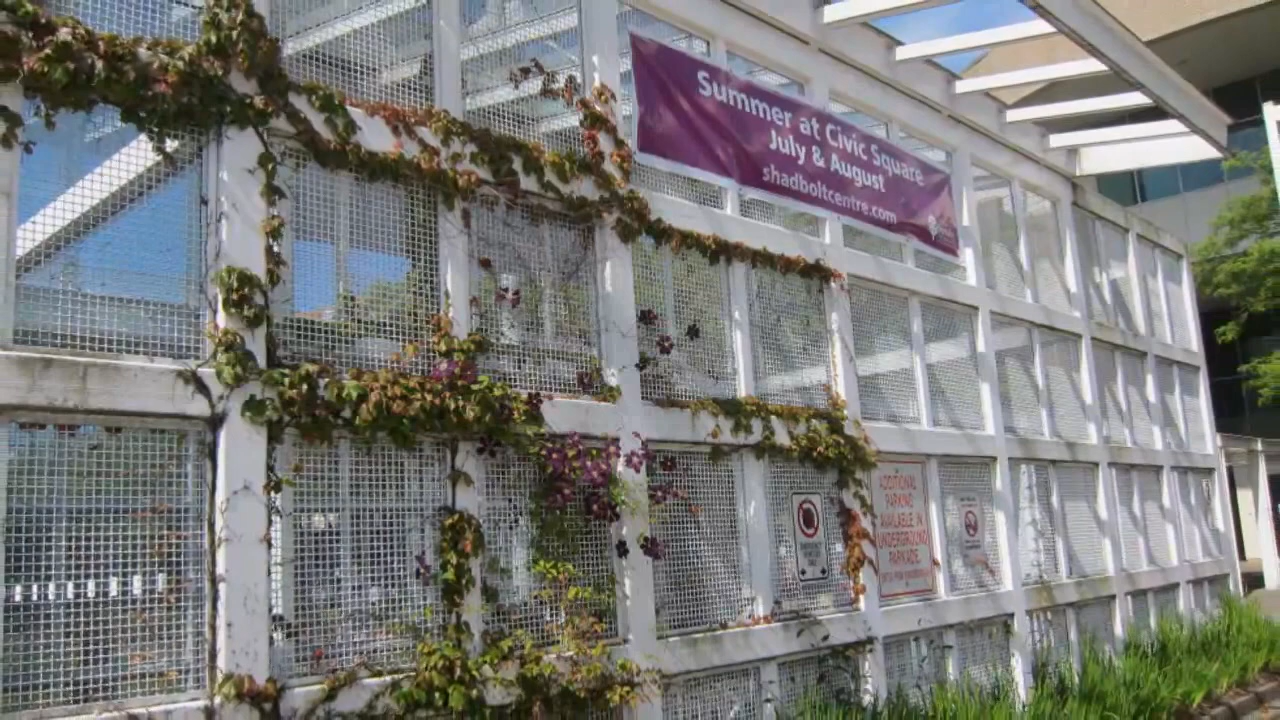 Summer at Civic Square
July & August
shadboltcentre.com
ADDITIONAL
PARKING
AVAILABLE IN
UNDERGROUND
PARKADE